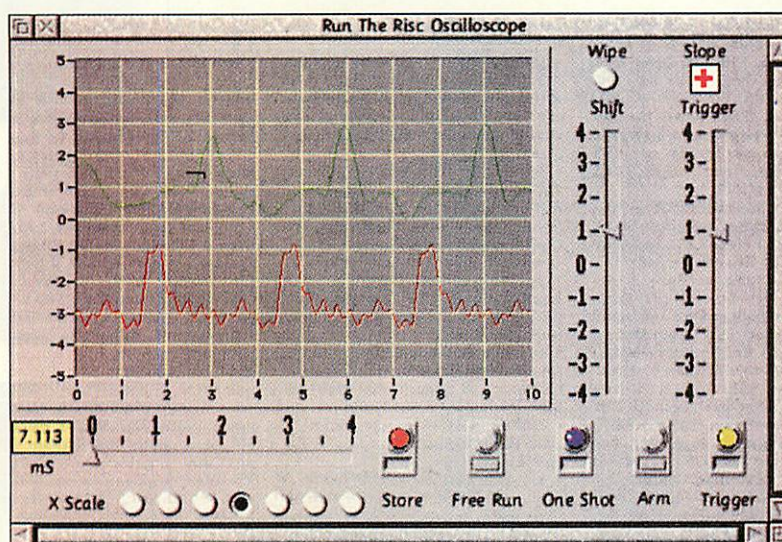 Run The Risc Oscilloscope
Wipe Slope
Shift Trigger
5
4
3
2
1
0
-1
-2
-3
-4
-5
0 1 2 3 4 5 6 7 8 9 10
4 4
3 3
2 2
1 1
0 0
-1 -1
-2 -2
-3 -3
-4 -4
7.113 0 1 2 3 4
mS
X Scale Store Free Run One Shot Arm Trigger